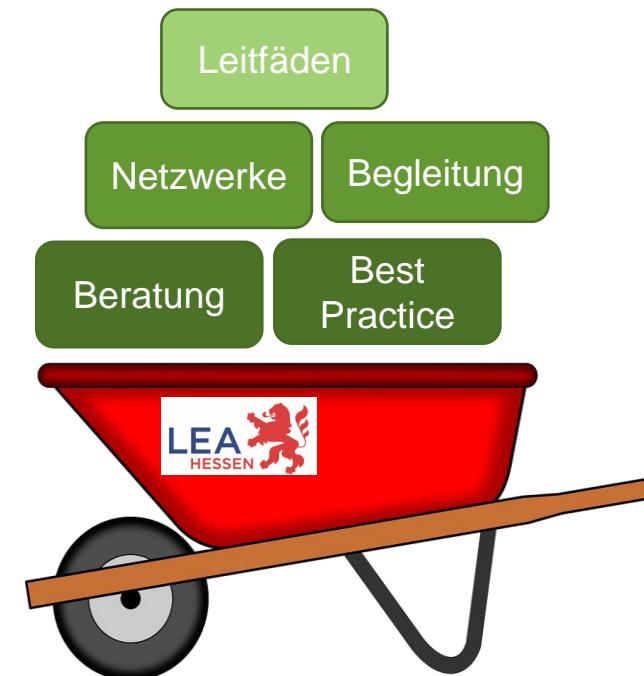 Leitfäden
Netzwerke
Begleitung
Beratung
Best
Practice
LEA
HESSEN